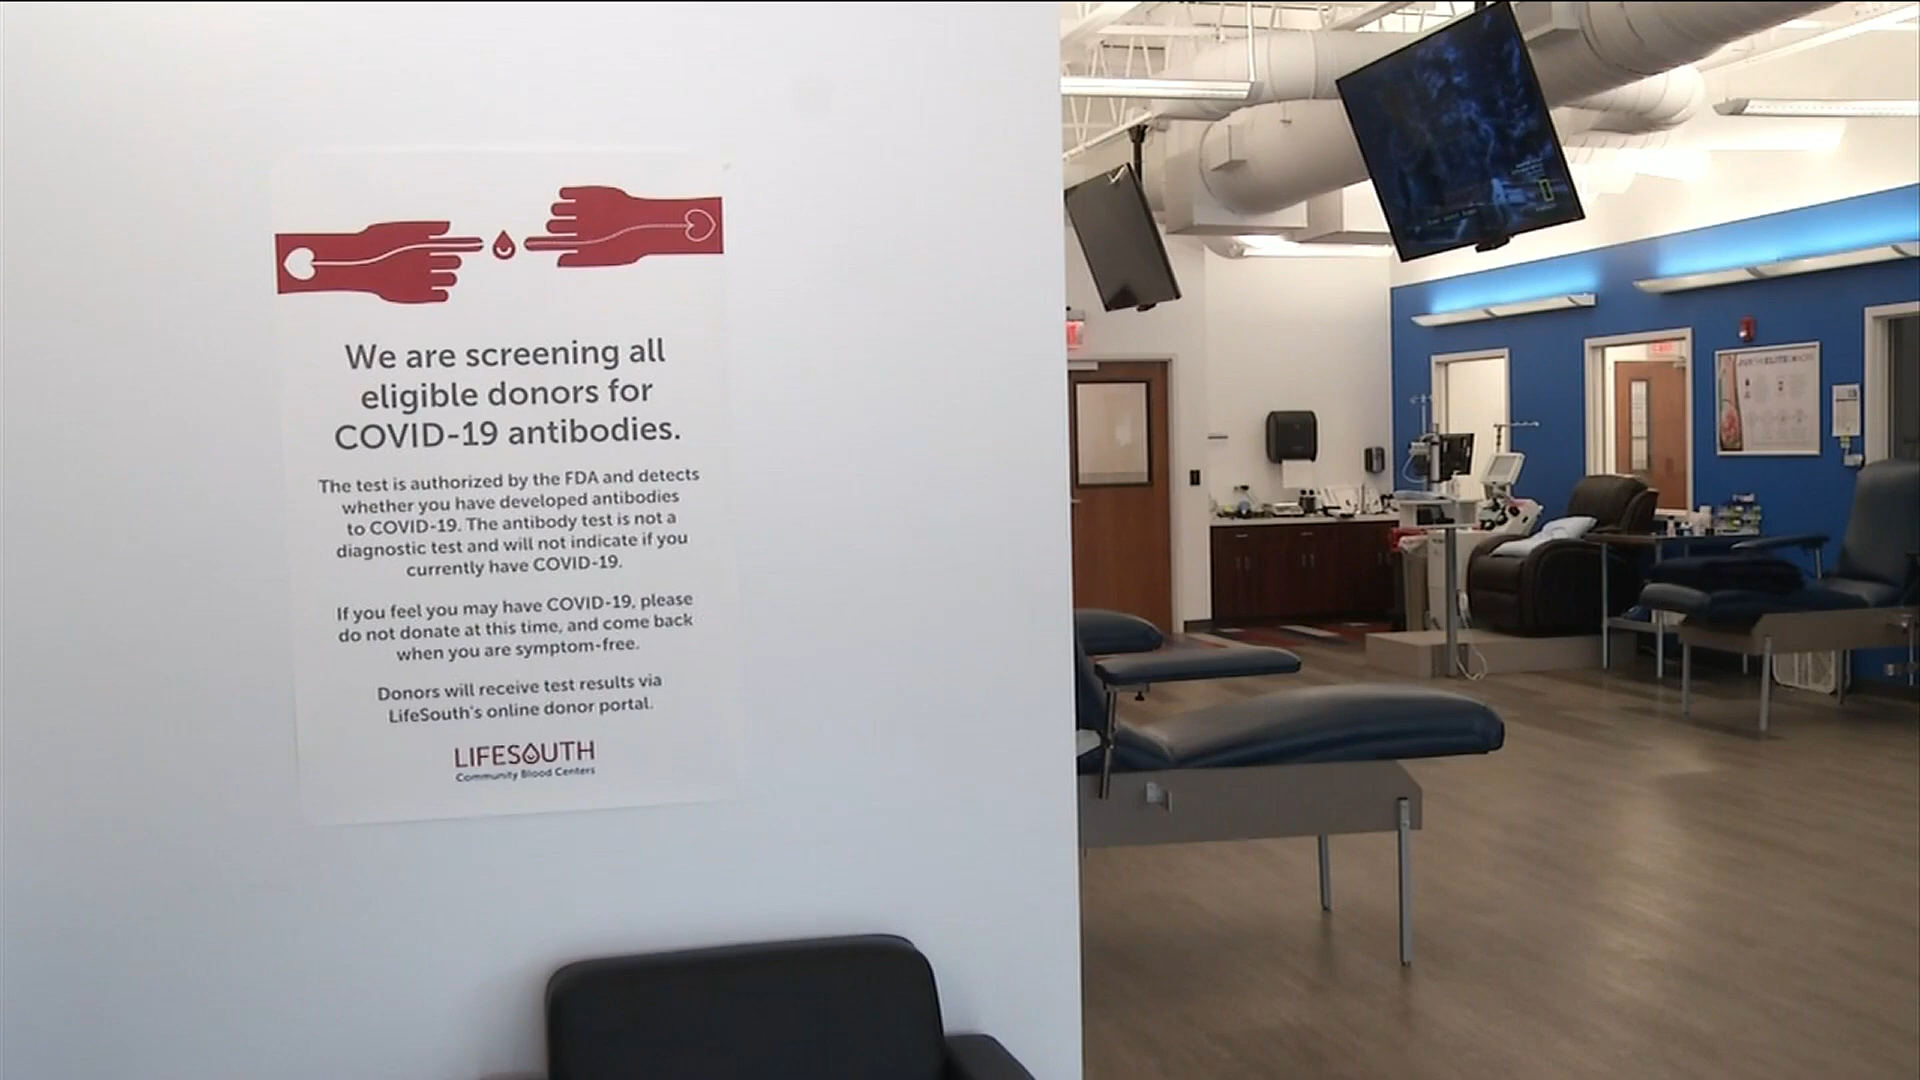 We are screening all
eligible donors for
COVID-19 antibodies.
The test is authorized by the FDA and detects
whether you have developed antibodies
to COVID-19. The antibody test is not a
diagnostic test and will not indicate if you
currently have COVID-19.
If you feel you may have COVID-19, please
do not donate at this time, and come back
when you are symptom-free.
Donors will receive test results via
LifeSouth's online donor portal.
LIFESOUTH
Community Blood Centers